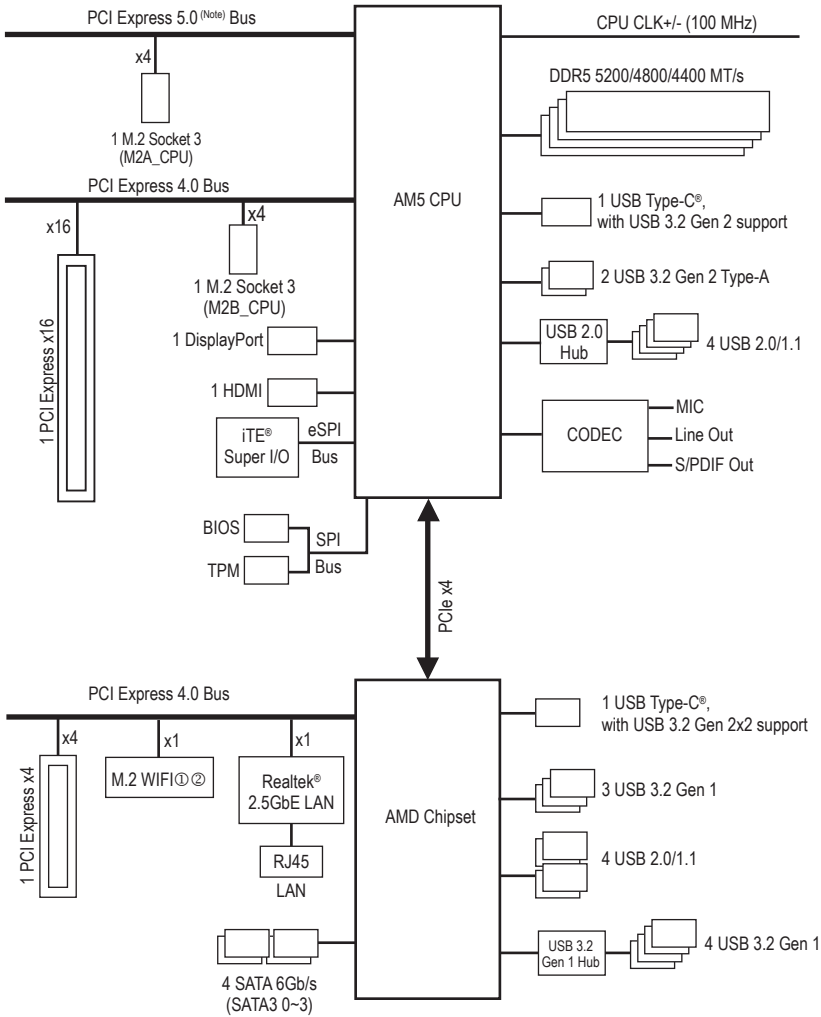 PCI Express 5.0 (Note) Bus
CPU CLK+/- (100 MHz)
x4
1 M.2 Socket 3
(M2A_CPU)
DDR5 5200/4800/4400 MT/s
PCI Express 4.0 Bus
AM5 CPU
x16
x4
1 M.2 Socket 3
(M2B_CPU)
1 PCI Express x16
1 USB Type-C®,
with USB 3.2 Gen 2 support
2 USB 3.2 Gen 2 Type-A
1 DisplayPort
USB 2.0
Hub
4 USB 2.0/1.1
1 HDMI
iTE®
Super I/O
eSPI
Bus
CODEC
MIC
Line Out
S/PDIF Out
BIOS
TPM
SPI
Bus
PCIe x4
PCI Express 4.0 Bus
x4
x1
x1
1 PCI Express x4
M.2 WIFI①②
Realtek®
2.5GbE LAN
RJ45
LAN
AMD Chipset
1 USB Type-C®,
with USB 3.2 Gen 2x2 support
3 USB 3.2 Gen 1
4 USB 2.0/1.1
USB 3.2
Gen 1 Hub
4 USB 3.2 Gen 1
4 SATA 6Gb/s
(SATA3 0~3)